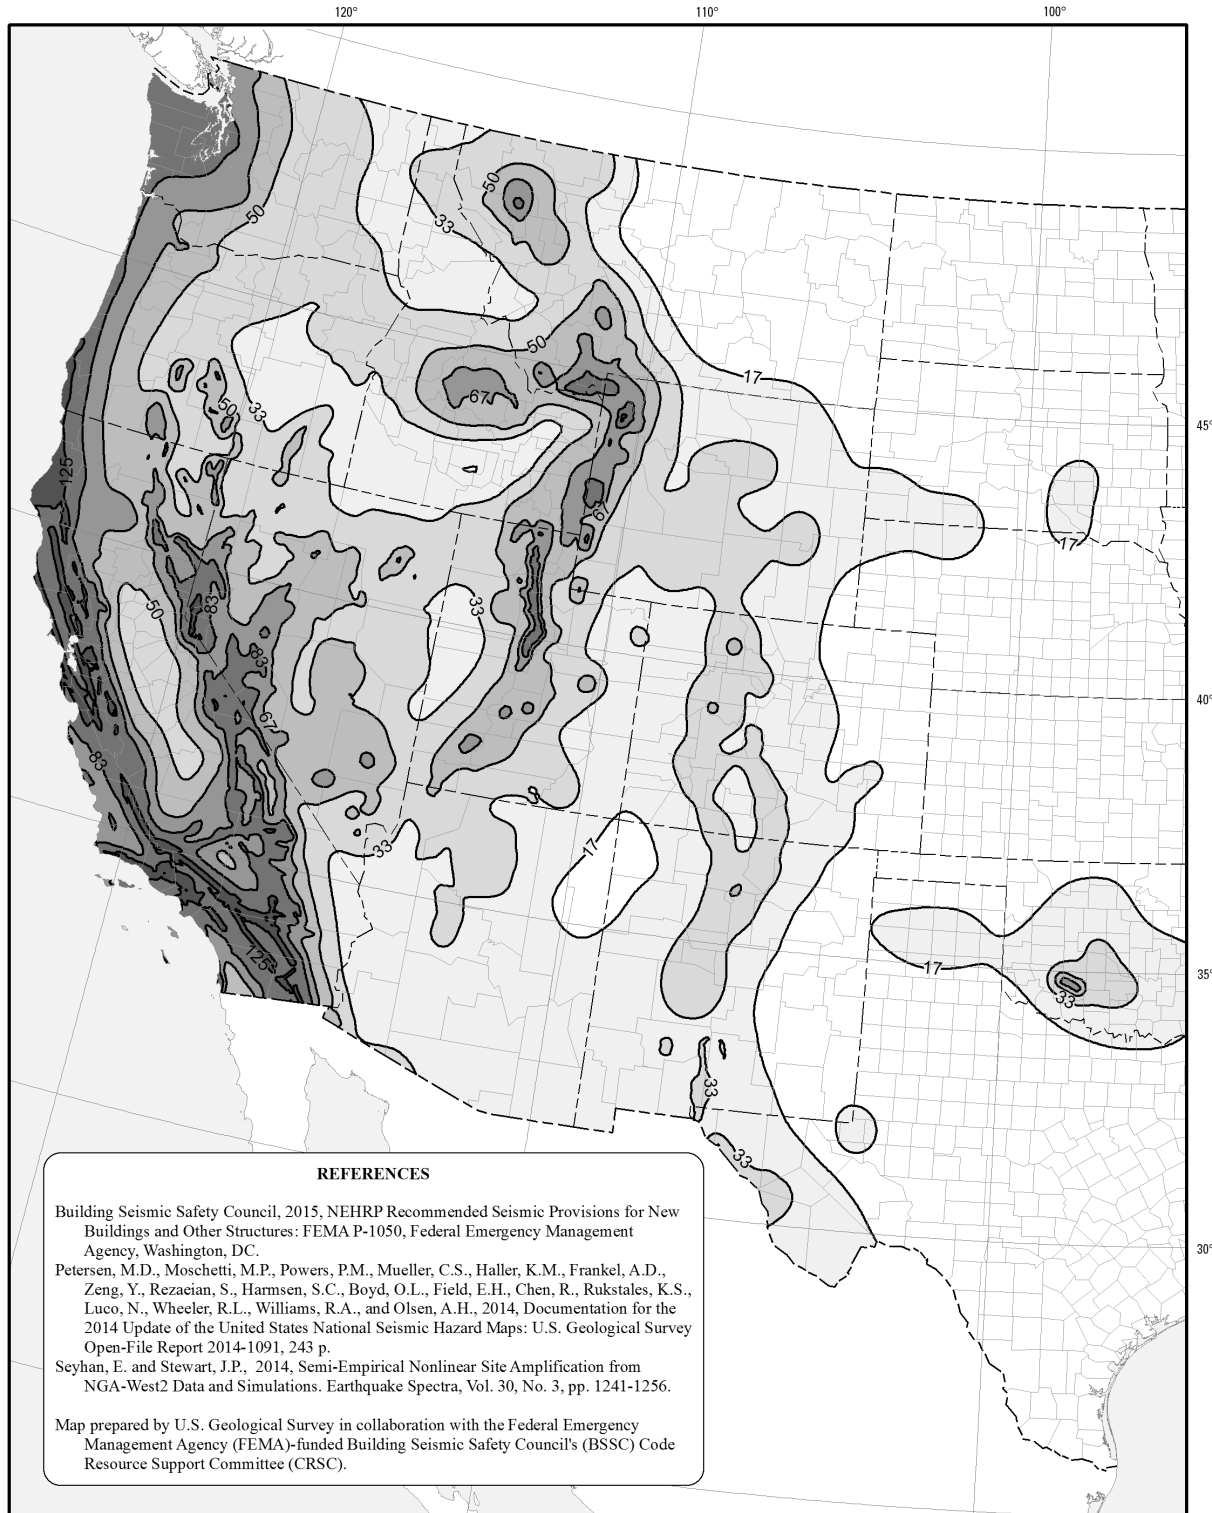 120°
110°
100°
50
50
33
50
17
67
50
33
45°
125
67
17
50
83
33
83
40°
67
83
17
33
125
17
35°
33
33
33
30°
REFERENCES
Building Seismic Safety Council, 2015, NEHRP Recommended Seismic Provisions for New
Buildings and Other Structures: FEMA P-1050, Federal Emergency Management
Agency, Washington, DC.
Petersen, M.D., Moschetti, M.P., Powers, P.M., Mueller, C.S., Haller, K.M., Frankel, A.D.,
Zeng, Y., Rezaeian, S., Harmsen, S.C., Boyd, O.L., Field, E.H., Chen, R., Rukstales, K.S.,
Luco, N., Wheeler, R.L., Williams, R.A., and Olsen, A.H., 2014, Documentation for the
2014 Update of the United States National Seismic Hazard Maps: U.S. Geological Survey
Open-File Report 2014-1091, 243 p.
Seyhan, E. and Stewart, J.P., 2014, Semi-Empirical Nonlinear Site Amplification from
NGA-West2 Data and Simulations. Earthquake Spectra, Vol. 30, No. 3, pp. 1241-1256.
Map prepared by U.S. Geological Survey in collaboration with the Federal Emergency
Management Agency (FEMA)-funded Building Seismic Safety Council's (BSSC) Code
Resource Support Committee (CRSC).